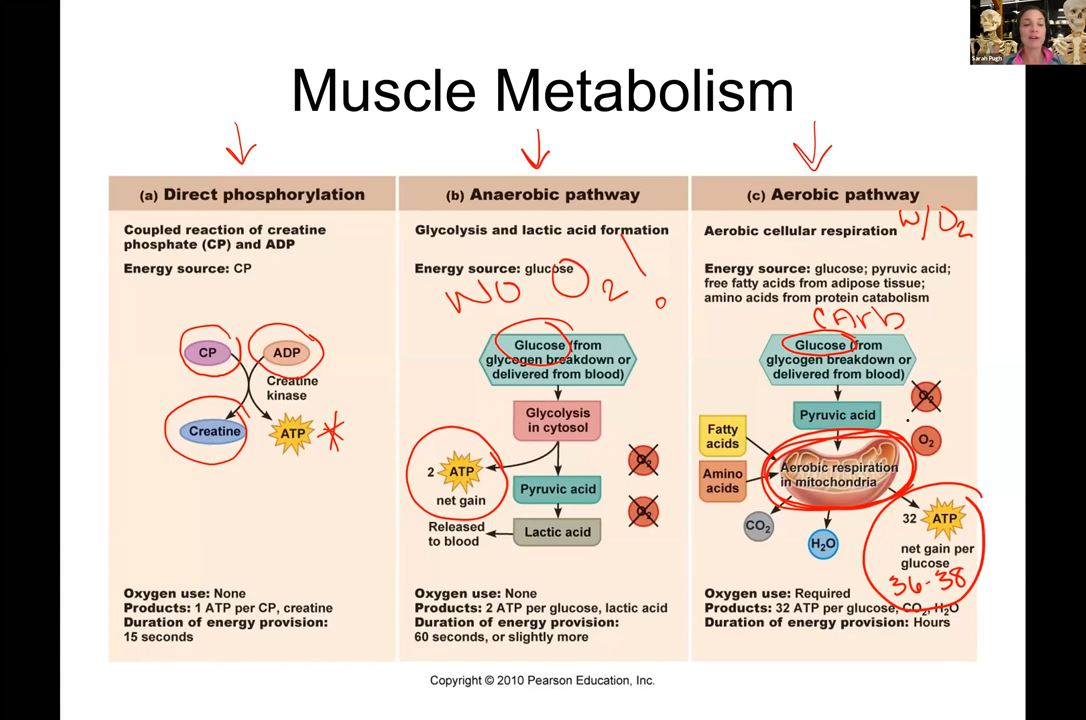 Sarah Pugh
Muscle Metabolism
(a) Direct phosphorylation
Coupled reaction of creatine
phosphate (CP) and ADP
Energy source: CP
CP
ADP
Creatine
kinase
Creatine
ATP
Oxygen use: None
Products: 1 ATP per CP, creatine
Duration of energy provision:
15 seconds
(b) Anaerobic pathway
Glycolysis and lactic acid formation
Energy source: glucose
NO O2!
Glucose (from
glycogen breakdown or
delivered from blood)
Glycolysis
in cytosol
2 ATP
net gain
O2
Pyruvic acid
O2
Released
to blood
Lactic acid
Oxygen use: None
Products: 2 ATP per glucose, lactic acid
Duration of energy provision:
60 seconds, or slightly more
(c) Aerobic pathway
W/O2
Aerobic cellular respiration
Energy source: glucose; pyruvic acid;
free fatty acids from adipose tissue;
amino acids from protein catabolism
CArb
Glucose (from
glycogen breakdown or
delivered from blood)
O2
Pyruvic acid
Fatty
acids
O2
Aerobic respiration
in mitochondria
Amino
acids
CO2
H2O
32 ATP
net gain per
glucose
36-38
Oxygen use: Required
Products: 32 ATP per glucose, CO2, H2O
Duration of energy provision: Hours
Copyright © 2010 Pearson Education, Inc.